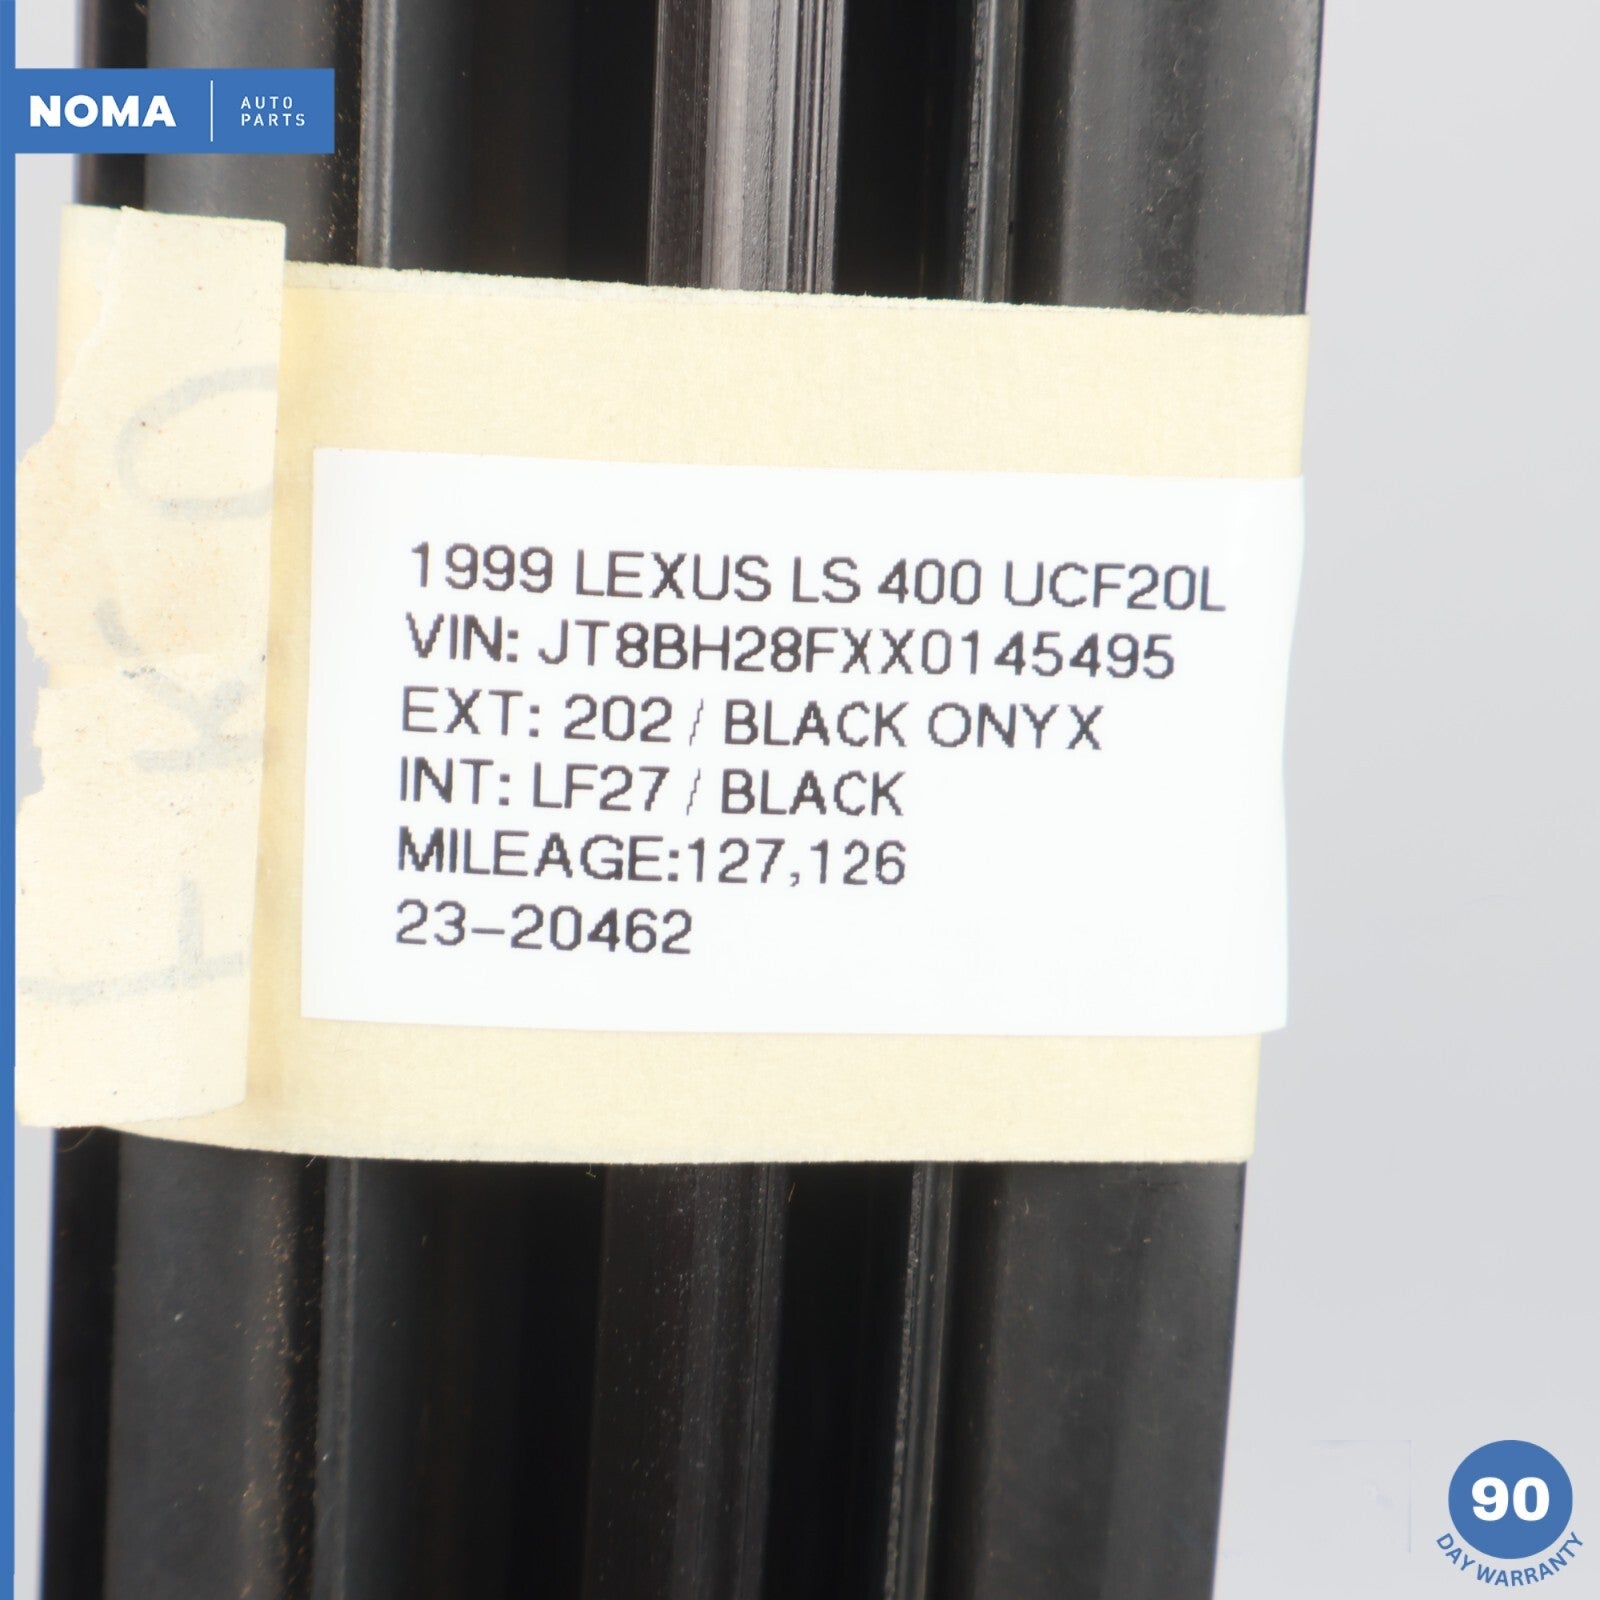 NOMA
AUTO
PARTS
1999 LEXUS LS 400 UCF20L
VIN: JT8BH28FXX0145495
EXT: 202 / BLACK ONYX
INT: LF27 / BLACK
MILEAGE:127,126
23-20462
90
DAY WARRANTY